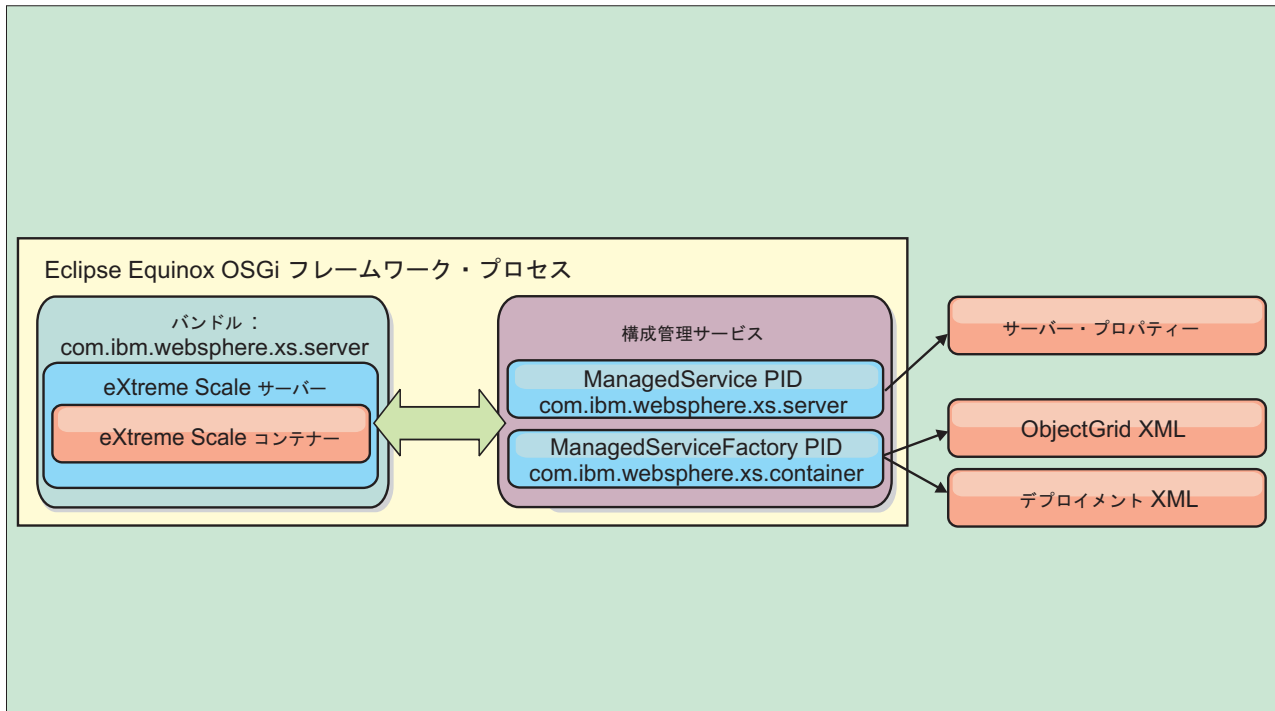 Eclipse Equinox OSGi フレームワーク・プロセス
バンドル :
com.ibm.websphere.xs.server
eXtreme Scale サーバー
eXtreme Scale コンテナー
構成管理サービス
ManagedService PID
com.ibm.websphere.xs.server
ManagedServiceFactory PID
com.ibm.websphere.xs.container
サーバー・プロパティー
ObjectGrid XML
デプロイメント XML